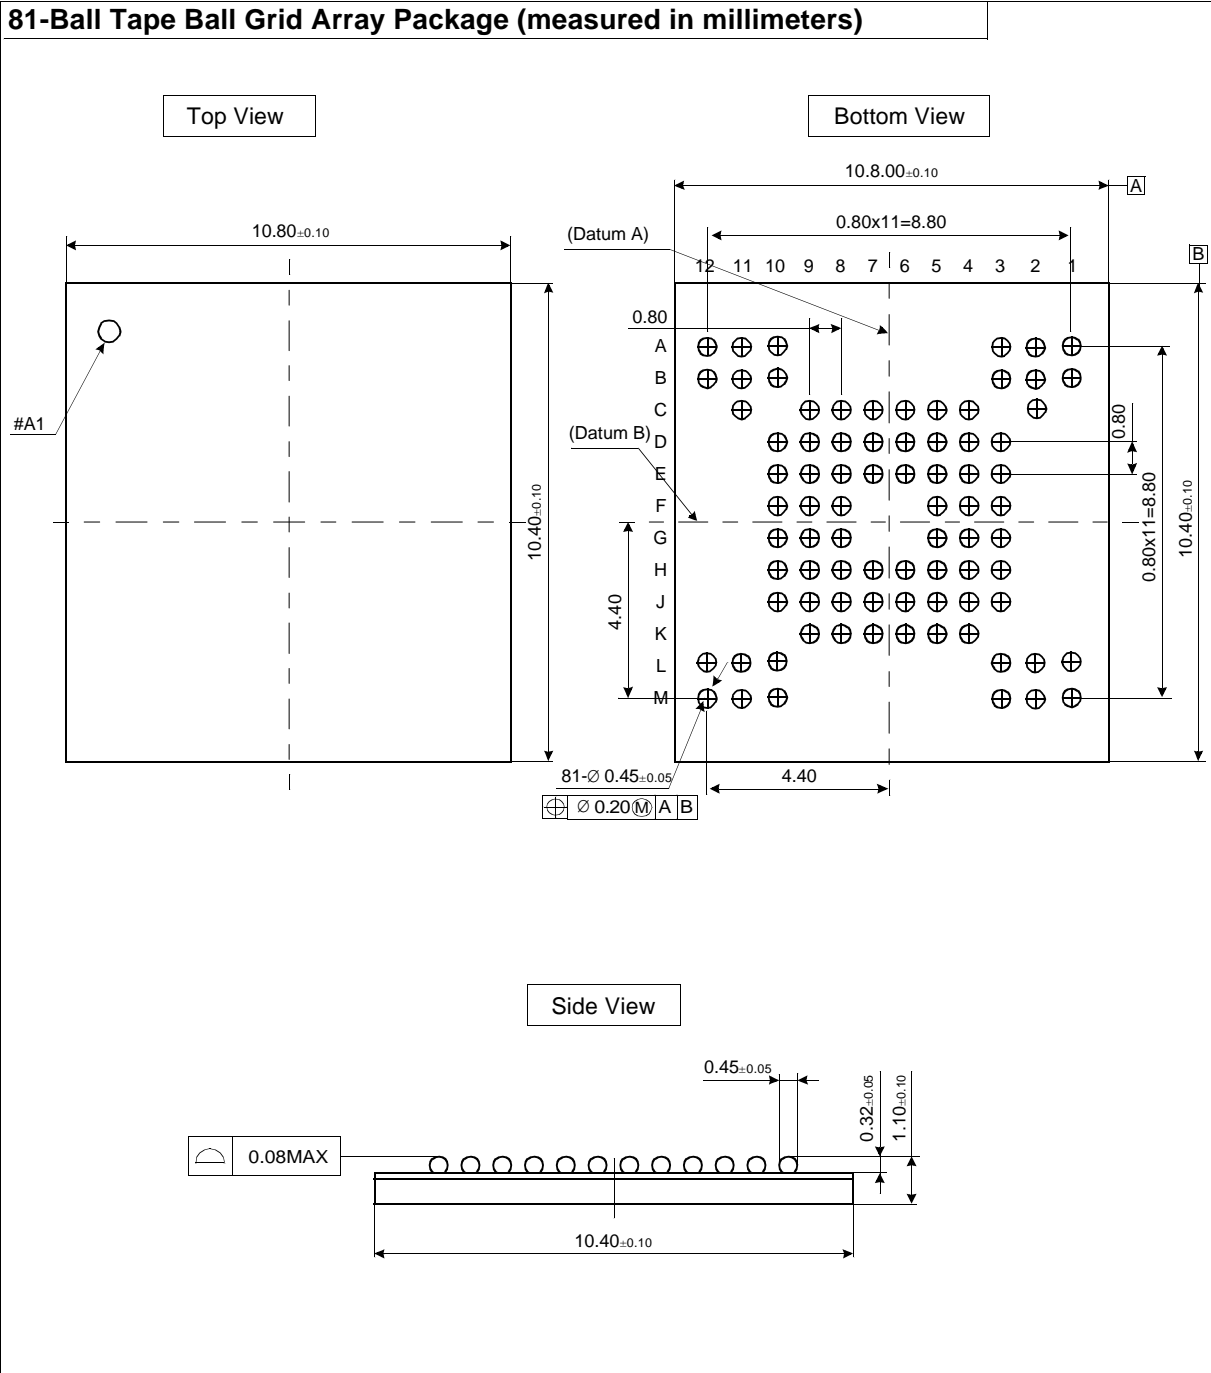 81-Ball Tape Ball Grid Array Package (measured in millimeters)
Top View
Bottom View
10.8.00±0.10
A
10.80±0.10
(Datum A)
0.80x11=8.80
B
12 11 10 9 8 7 6 5 4 3 2 1
0.80
A
B
C
D
E
F
G
H
J
K
L
M
#A1
(Datum B)
0.80
0.80x11=8.80
10.40±0.10
10.40±0.10
4.40
81-Ø 0.45±0.05
4.40
Ø 0.20Ⓜ A B
Side View
0.45±0.05
0.32±0.05
1.10±0.10
0.08MAX
10.40±0.10